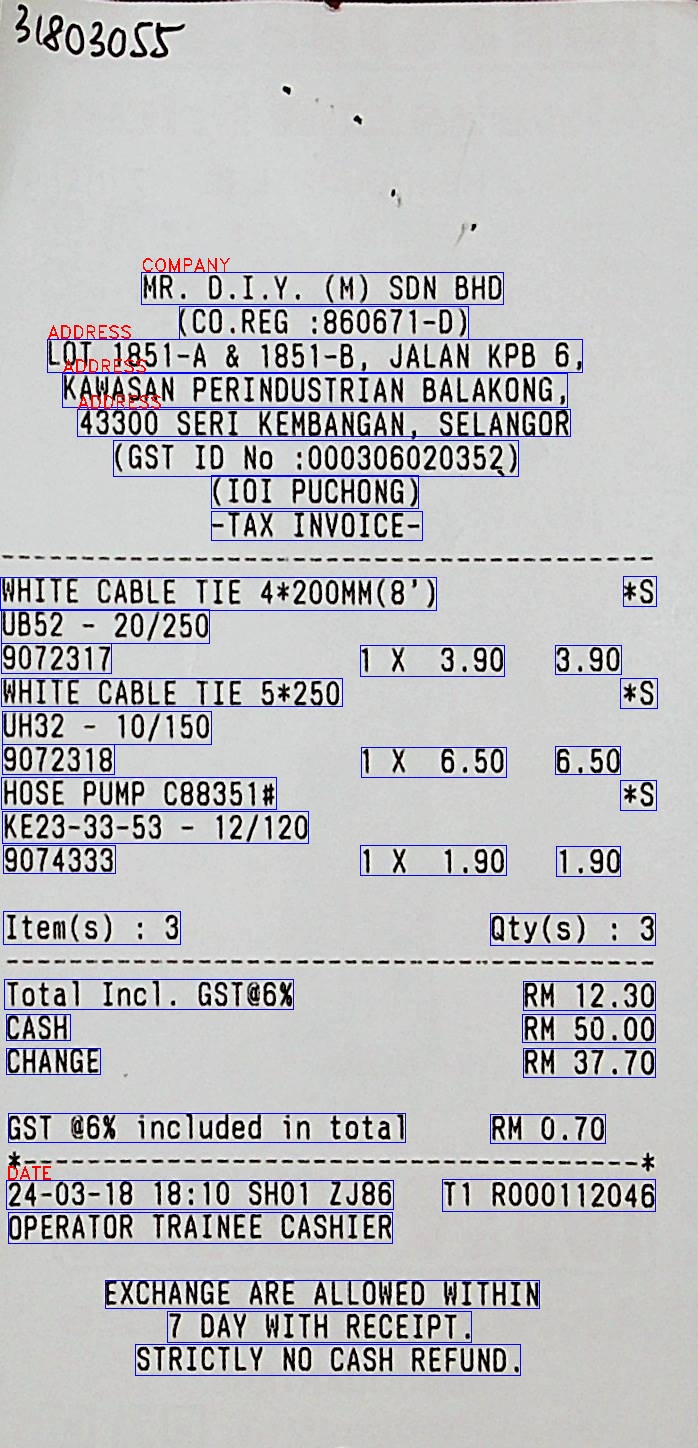 31803055
COMPANY
MR. D.I.Y. (M) SDN BHD
(CO.REG :860671-D)
ADDRESS
LOT 1851-A & 1851-B, JALAN KPB 6,
ADDRESS
KAWASAN PERINDUSTRIAN BALAKONG,
ADDRESS
43300 SERI KEMBANGAN, SELANGOR
(GST ID No :000306020352)
(IOI PUCHONG)
-TAX INVOICE-
WHITE CABLE TIE 4*200MM(8') *S
UB52 - 20/250
9072317 1 X 3.90 3.90
WHITE CABLE TIE 5*250 *S
UH32 - 10/150
9072318 1 X 6.50 6.50
HOSE PUMP C88351# *S
KE23-33-53 - 12/120
9074333 1 X 1.90 1.90
Item(s) : 3 Qty(s) : 3
Total Incl. GST@6% RM 12.30
CASH RM 50.00
CHANGE RM 37.70
GST @6% included in total RM 0.70
*--------------------------------------*
DATE
24-03-18 18:10 SH01 ZJ86 T1 R000112046
OPERATOR TRAINEE CASHIER
EXCHANGE ARE ALLOWED WITHIN
7 DAY WITH RECEIPT.
STRICTLY NO CASH REFUND.